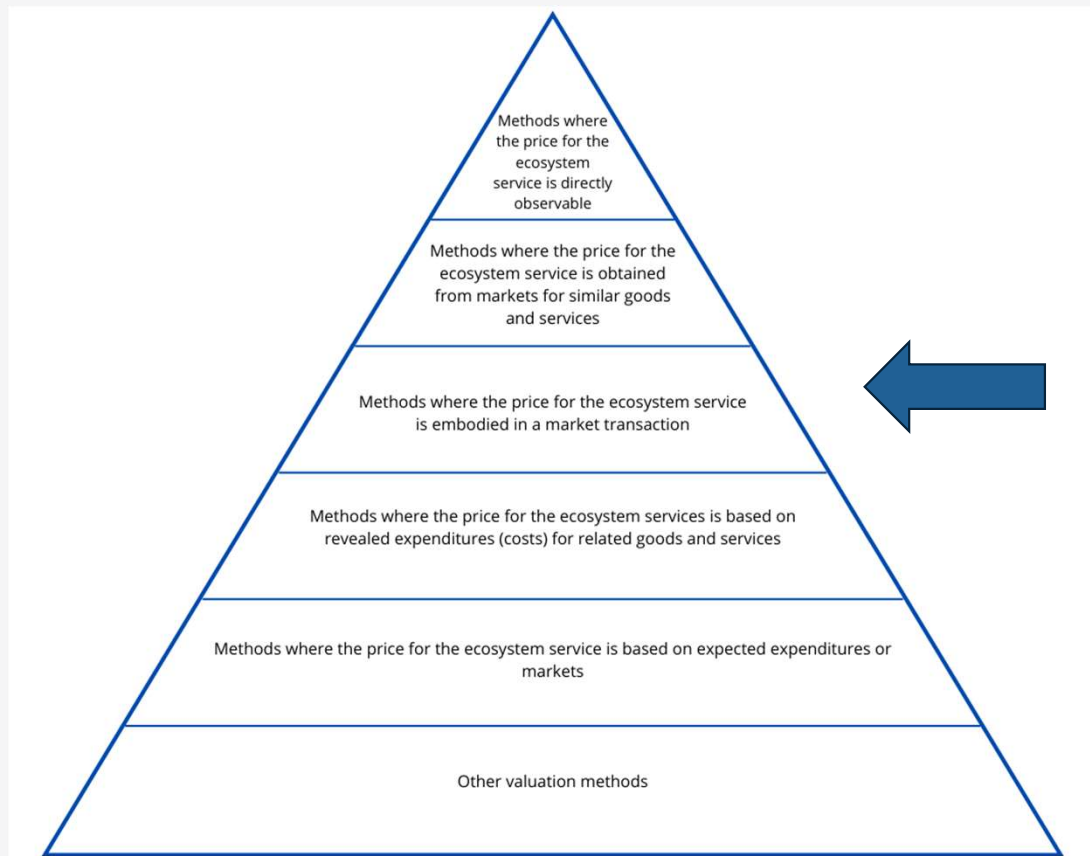 Methods where
the price for the
ecosystem
service is directly
observable
Methods where the price for the
ecosystem service is obtained
from markets for similar goods
and services
Methods where the price for the ecosystem service
is embodied in a market transaction
Methods where the price for the ecosystem services is based on
revealed expenditures (costs) for related goods and services
Methods where the price for the ecosystem service is based on expected expenditures or
markets
Other valuation methods